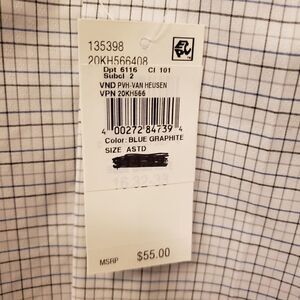 135398
20KH566408
Dpt 6116 Cl 101
Subcl 2
VND PVH-VAN HEUSEN
VPN 20KH566
4 00272 84739 4
Color: BLUE GRAPHITE
SIZE ASTD
MSRP $55.00